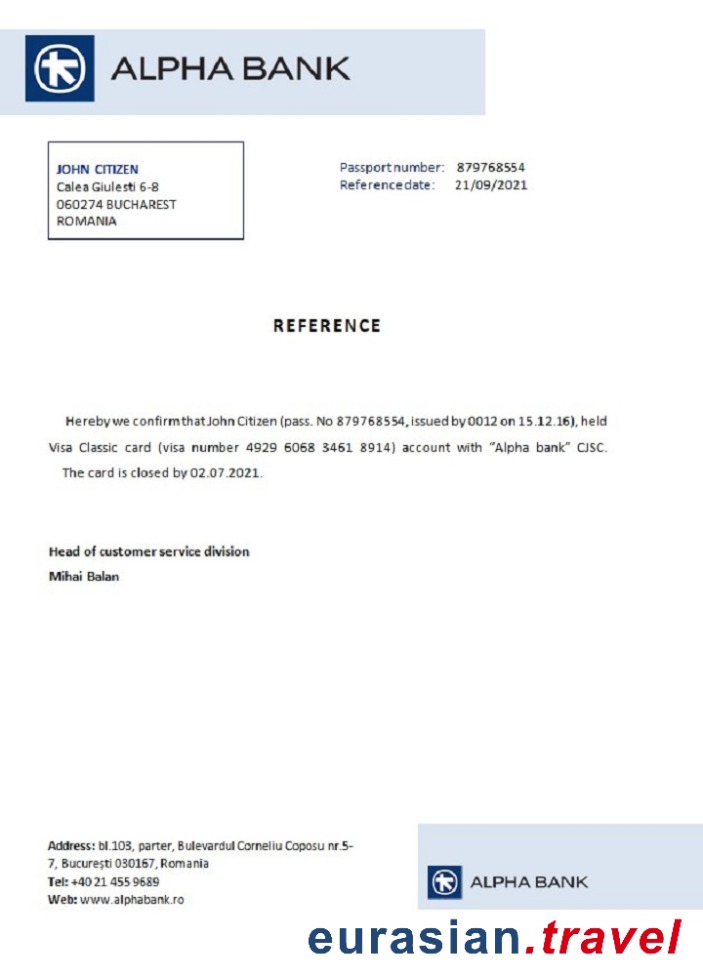 ALPHA BANK
JOHN CITIZEN
Calea Giulesti 6-8
060274 BUCHAREST
ROMANIA
Passport number: 879768554
Reference date: 21/09/2021
REFERENCE
Hereby we confirm that John Citizen (pass. No 879768554, issued by 0012 on 15.12.16), held
Visa Classic card (visa number 4929 6068 3461 8914) account with "Alpha bank" CJSC.
The card is closed by 02.07.2021.
Head of customer service division
Mihai Balan
Address: bl.103, parter, Bulevardul Corneliu Coposu nr.5-
7, București 030167, Romania
Tel: +40 21 455 9689
Web: www.alphabank.ro
ALPHA BANK
eurasian.travel